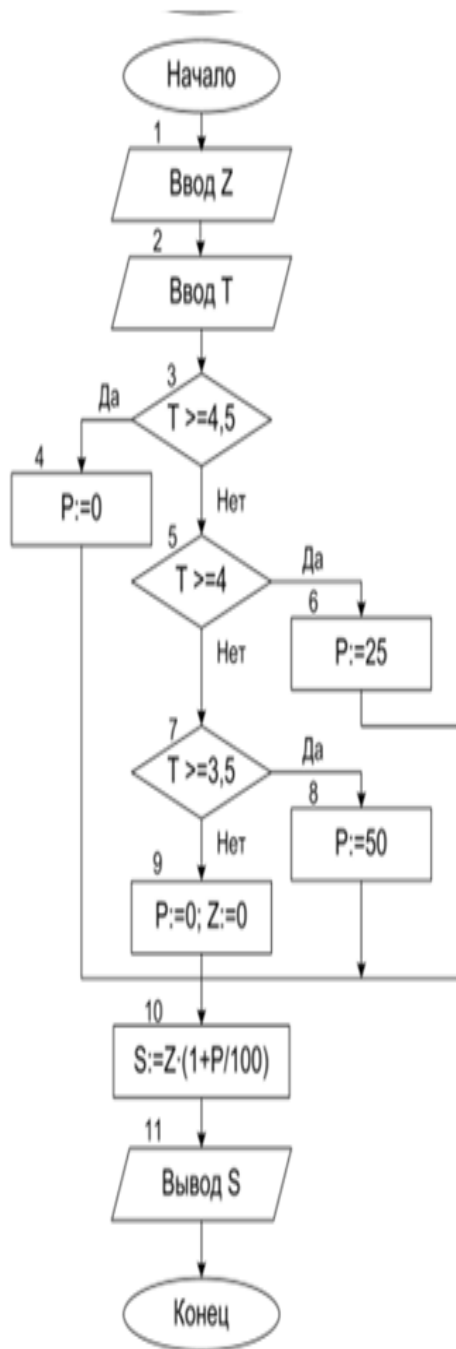 Начало
1
Ввод Z
2
Ввод T
3
Да
T >=4,5
4
P:=0
Нет
5
Да
T >=4
6
P:=25
Нет
7
Да
T >=3,5
8
P:=50
Нет
9
P:=0; Z:=0
10
S:=Z·(1+P/100)
11
Вывод S
Конец